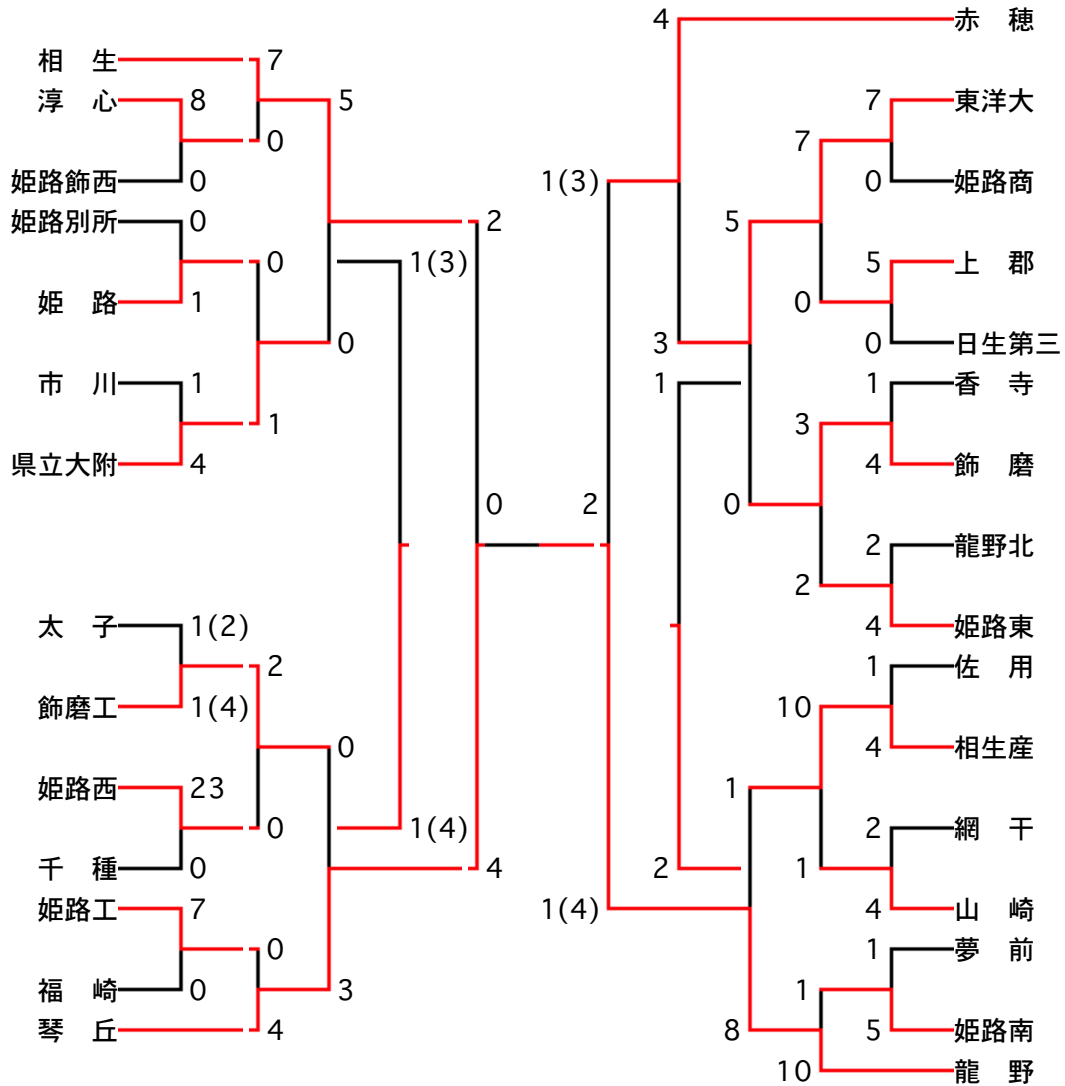 相　生
7
淳　心
8
5
0
姫路飾西
0
姫路別所
0
2
0
1(3)
姫　路
1
0
市　川
1
1
県立大附
4
0
太　子
1(2)
2
飾磨工
1(4)
0
姫路西
23
0
1(4)
千　種
0
4
姫路工
7
0
福　崎
0
3
琴　丘
4
4
赤　穂
7
東洋大
7
1(3)
0
姫路商
5
5
上　郡
0
3
0
日生第三
1
1
香　寺
3
4
飾　磨
2
0
2
龍野北
2
4
姫路東
1
佐　用
10
4
相生産
1
2
網　干
2
1
1(4)
4
山　崎
1
夢　前
1
8
5
姫路南
10
龍　野